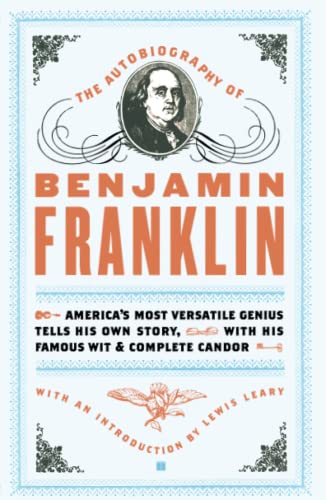 THE AUTOBIOGRAPHY OF
BENJAMIN
FRANKLIN
AMERICA'S MOST VERSATILE GENIUS
TELLS HIS OWN STORY, WITH HIS
FAMOUS WIT & COMPLETE CANDOR
WITH AN INTRODUCTION BY LEWIS LEARY